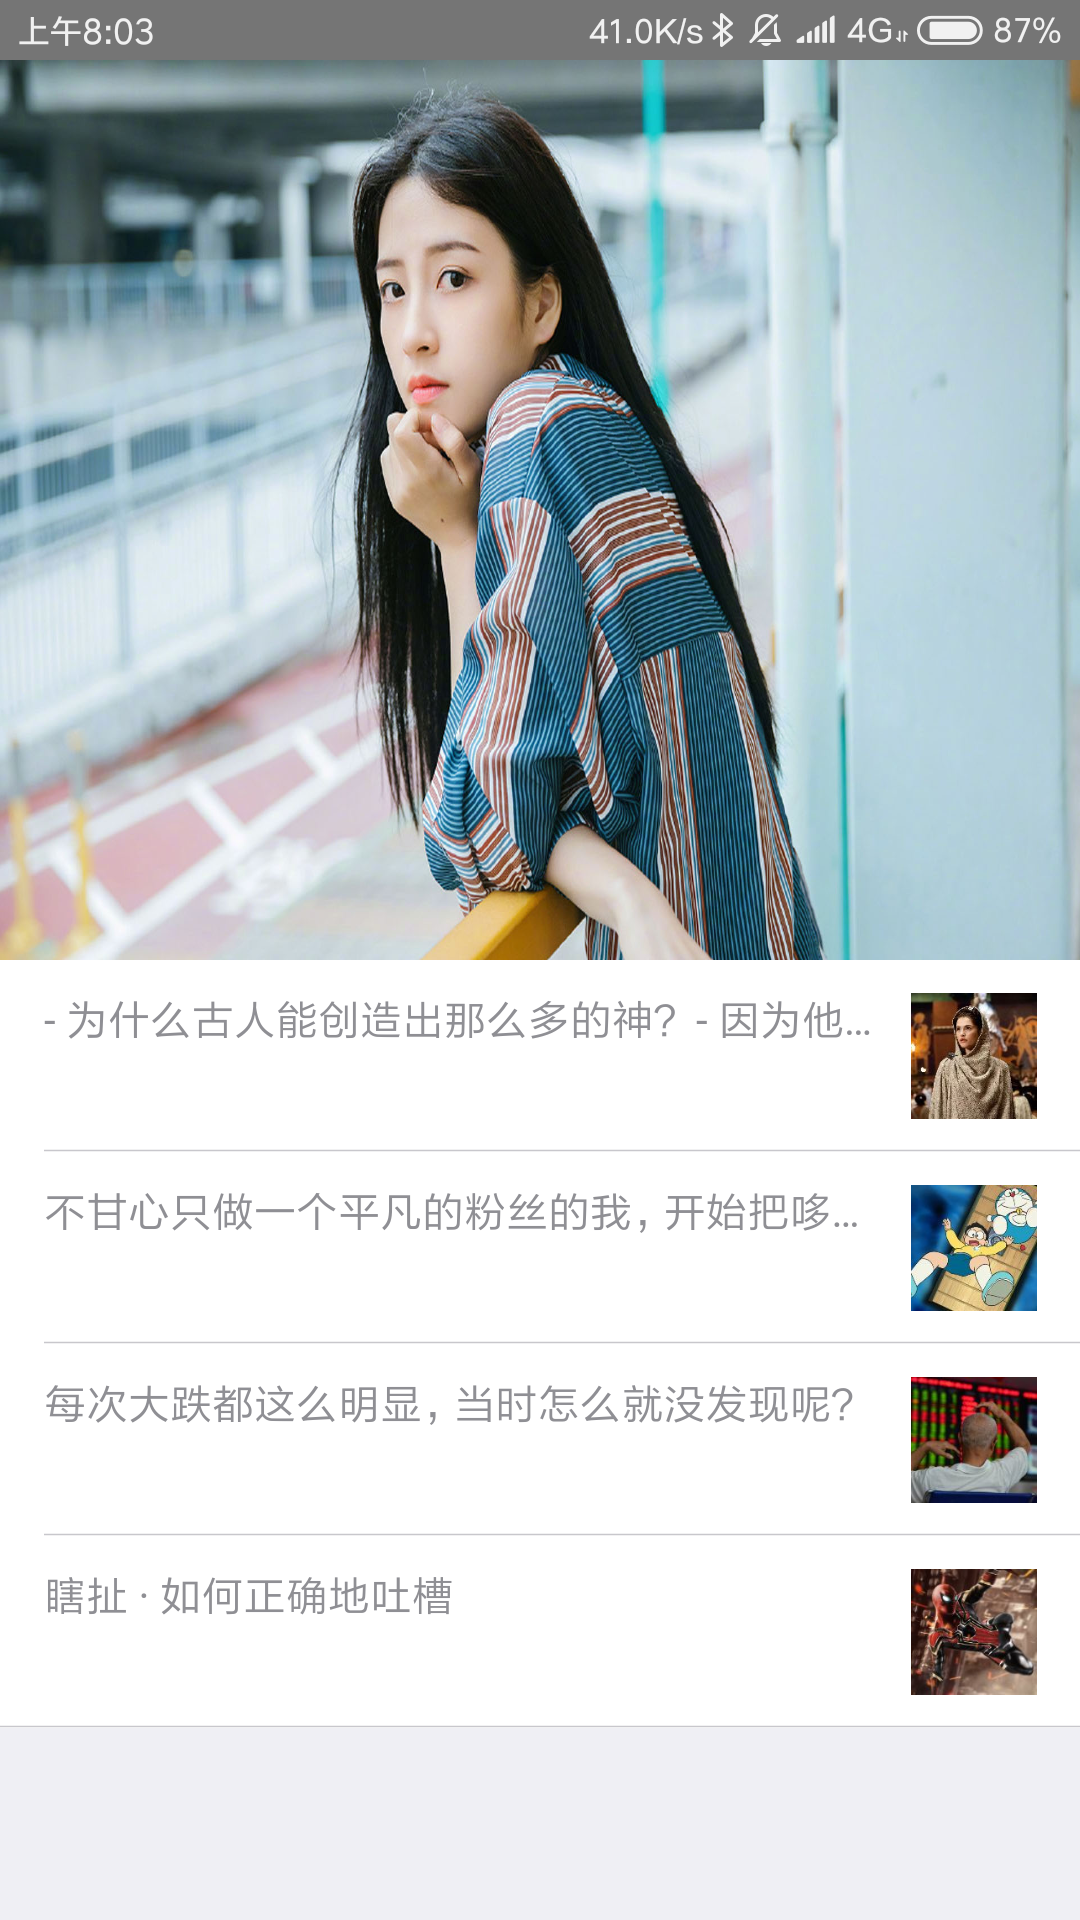 上午8:03 41.0K/s 4G 87%
- 为什么古人能创造出那么多的神？- 因为他...
不甘心只做一个平凡的粉丝的我，开始把哆...
每次大跌都这么明显，当时怎么就没发现呢？
瞎扯 · 如何正确地吐槽